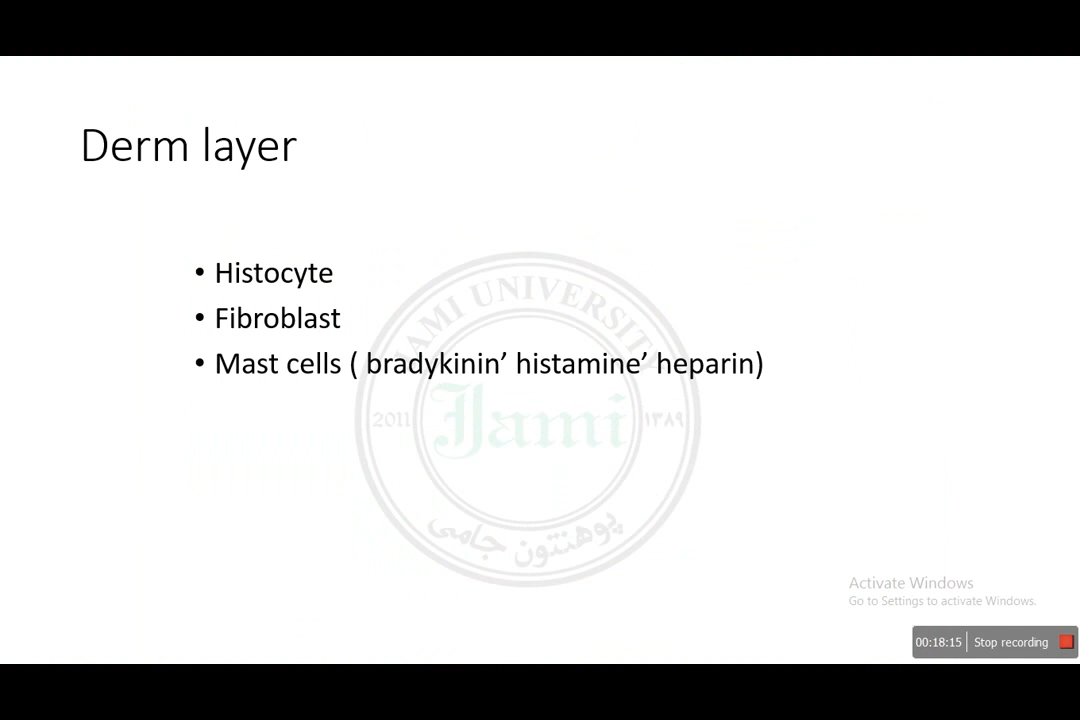 Derm layer
• Histocyte
• Fibroblast
• Mast cells ( bradykinin’ histamine’ heparin)
JAMI UNIVERSITY
2011
Jami
۱۳۸۹
پوهنتون جامی
Activate Windows
Go to Settings to activate Windows.
00:18:15 Stop recording